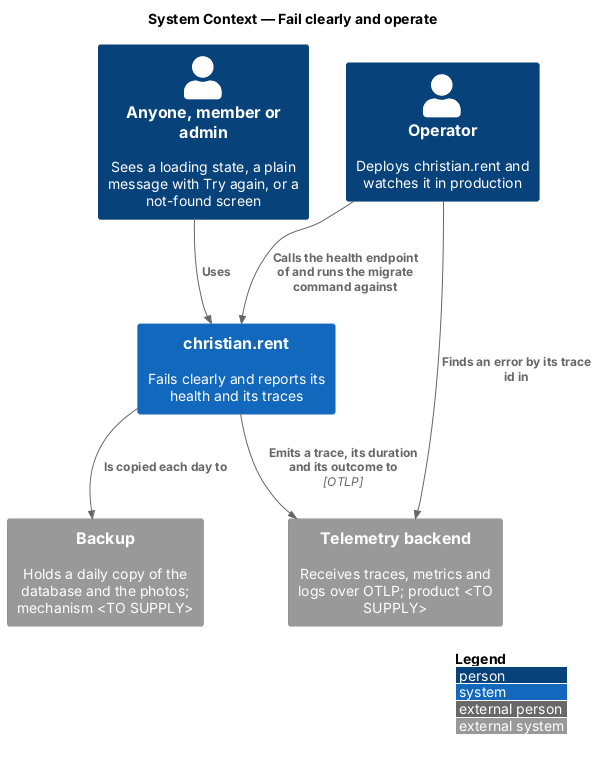 System Context — Fail clearly and operate
Anyone, member or
admin
Sees a loading state, a plain
message with Try again, or a
not-found screen
Operator
Deploys christian.rent and
watches it in production
Uses
Calls the health endpoint
of and runs the migrate
command against
christian.rent
Fails clearly and reports its
health and its traces
Finds an error by its trace
id in
Is copied each day to
Emits a trace, its duration
and its outcome to
[OTLP]
Backup
Holds a daily copy of the
database and the photos;
mechanism <TO SUPPLY>
Telemetry backend
Receives traces, metrics and
logs over OTLP; product <TO
SUPPLY>
Legend
person
system
external person
external system